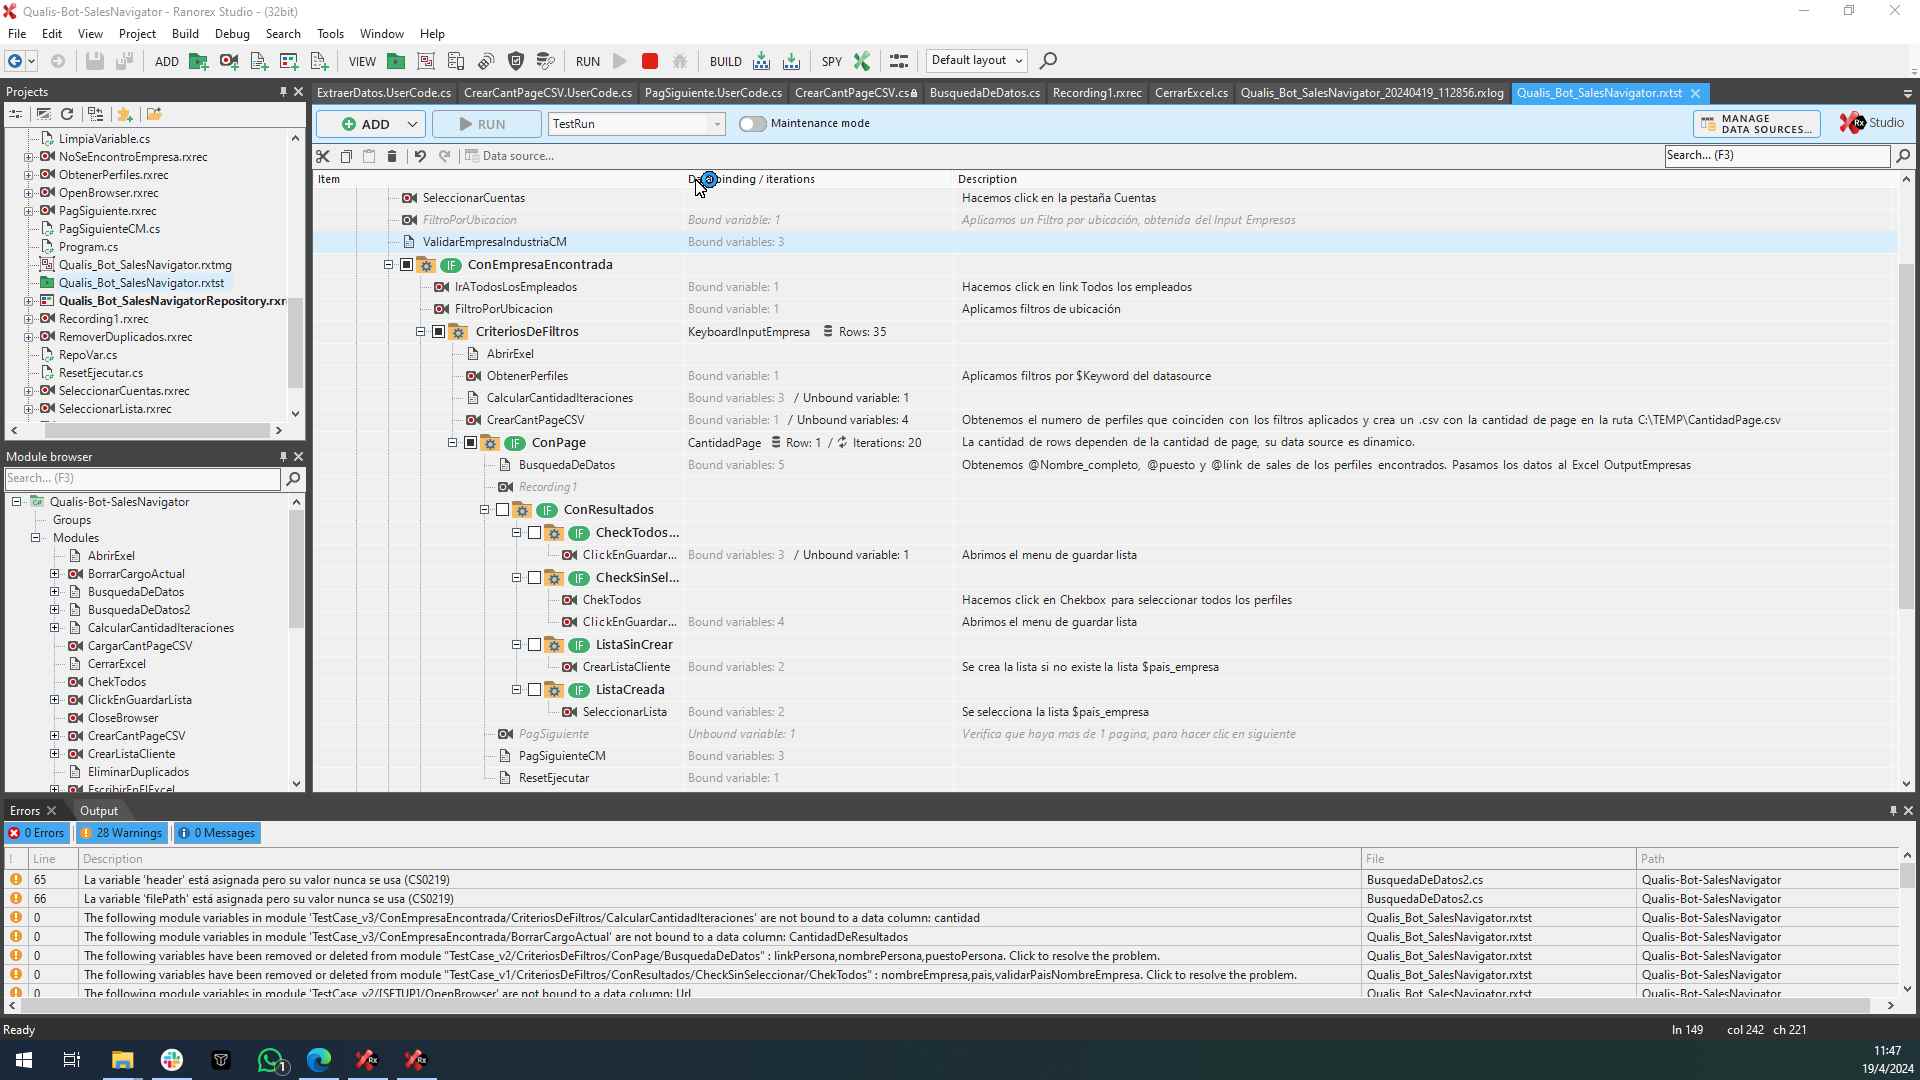 Qualis-Bot-SalesNavigator - Ranorex Studio - (32bit)
File Edit View Project Build Debug Search Tools Window Help
ADD VIEW RUN BUILD SPY Default layout
Projects
LimpiaVariable.cs
NoSeEncontroEmpresa.rxrec
ObtenerPerfiles.rxrec
OpenBrowser.rxrec
PagSiguiente.rxrec
PagSiguienteCM.cs
Program.cs
Qualis_Bot_SalesNavigator.rxtmg
Qualis_Bot_SalesNavigator.rxtst
Qualis_Bot_SalesNavigatorRepository.rxr
Recording1.rxrec
RemoverDuplicados.rxrec
RepoVar.cs
ResetEjecutar.cs
SeleccionarCuentas.rxrec
SeleccionarLista.rxrec
Module browser
Search... (F3)
Qualis-Bot-SalesNavigator
Groups
Modules
AbrirExel
BorrarCargoActual
BusquedaDeDatos
BusquedaDeDatos2
CalcularCantidadIteraciones
CargarCantPageCSV
CerrarExcel
ChekTodos
ClickEnGuardarLista
CloseBrowser
CrearCantPageCSV
CrearListaCliente
EliminarDuplicados
EscribirEnElExcel
ExtraerDatos.UserCode.cs CrearCantPageCSV.UserCode.cs PagSiguiente.UserCode.cs CrearCantPageCSV.cs BusquedaDeDatos.cs Recording1.rxrec CerrarExcel.cs Qualis_Bot_SalesNavigator_20240419_112856.rxlog Qualis_Bot_SalesNavigator.rxtst
ADD RUN TestRun Maintenance mode MANAGE DATA SOURCES... Rx Studio
Data source... Search... (F3)
Item binding / iterations Description
SeleccionarCuentas Hacemos click en la pestaña Cuentas
FiltroPorUbicacion Bound variable: 1 Aplicamos un Filtro por ubicación, obtenida del Input Empresas
ValidarEmpresaIndustriaCM Bound variables: 3
IF ConEmpresaEncontrada
IrATodosLosEmpleados Bound variable: 1 Hacemos click en link Todos los empleados
FiltroPorUbicacion Bound variable: 1 Aplicamos filtros de ubicación
CriteriosDeFiltros KeyboardInputEmpresa Rows: 35
AbrirExel
ObtenerPerfiles Bound variable: 1 Aplicamos filtros por $Keyword del datasource
CalcularCantidadIteraciones Bound variables: 3 / Unbound variable: 1
CrearCantPageCSV Bound variable: 1 / Unbound variables: 4 Obtenemos el numero de perfiles que coinciden con los filtros aplicados y crea un .csv con la cantidad de page en la ruta C:\TEMP\CantidadPage.csv
IF ConPage CantidadPage Row: 1 / Iterations: 20 La cantidad de rows dependen de la cantidad de page, su data source es dinamico.
BusquedaDeDatos Bound variables: 5 Obtenemos @Nombre_completo, @puesto y @link de sales de los perfiles encontrados. Pasamos los datos al Excel OutputEmpresas
Recording1
IF ConResultados
IF CheckTodos...
ClickEnGuardar... Bound variables: 3 / Unbound variable: 1 Abrimos el menu de guardar lista
IF CheckSinSel...
ChekTodos Hacemos click en Chekbox para seleccionar todos los perfiles
ClickEnGuardar... Bound variables: 4 Abrimos el menu de guardar lista
IF ListaSinCrear
CrearListaCliente Bound variables: 2 Se crea la lista si no existe la lista $pais_empresa
IF ListaCreada
SeleccionarLista Bound variables: 2 Se selecciona la lista $pais_empresa
PagSiguiente Unbound variable: 1 Verifica que haya mas de 1 pagina, para hacer clic en siguiente
PagSiguienteCM Bound variables: 3
ResetEjecutar Bound variable: 1
Errors Output
0 Errors 28 Warnings 0 Messages
! Line Description File Path
65 La variable 'header' está asignada pero su valor nunca se usa (CS0219) BusquedaDeDatos2.cs Qualis-Bot-SalesNavigator
66 La variable 'filePath' está asignada pero su valor nunca se usa (CS0219) BusquedaDeDatos2.cs Qualis-Bot-SalesNavigator
0 The following module variables in module 'TestCase_v3/ConEmpresaEncontrada/CriteriosDeFiltros/CalcularCantidadIteraciones' are not bound to a data column: cantidad Qualis_Bot_SalesNavigator.rxtst Qualis-Bot-SalesNavigator
0 The following module variables in module 'TestCase_v3/ConEmpresaEncontrada/BorrarCargoActual' are not bound to a data column: CantidadDeResultados Qualis_Bot_SalesNavigator.rxtst Qualis-Bot-SalesNavigator
0 The following variables have been removed or deleted from module "TestCase_v2/CriteriosDeFiltros/ConPage/BusquedaDeDatos" : linkPersona,nombrePersona,puestoPersona. Click to resolve the problem. Qualis_Bot_SalesNavigator.rxtst Qualis-Bot-SalesNavigator
0 The following variables have been removed or deleted from module "TestCase_v1/CriteriosDeFiltros/ConResultados/CheckSinSeleccionar/ChekTodos" : nombreEmpresa,pais,validarPaisNombreEmpresa. Click to resolve the problem. Qualis_Bot_SalesNavigator.rxtst Qualis-Bot-SalesNavigator
0 The following module variables in module 'TestCase_v2/[SETUP]/OpenBrowser' are not bound to a data column: Url Qualis_Bot_SalesNavigator.rxtst Qualis-Bot-SalesNavigator
Ready ln 149 col 242 ch 221
1
Rx Rx
11:47
19/4/2024